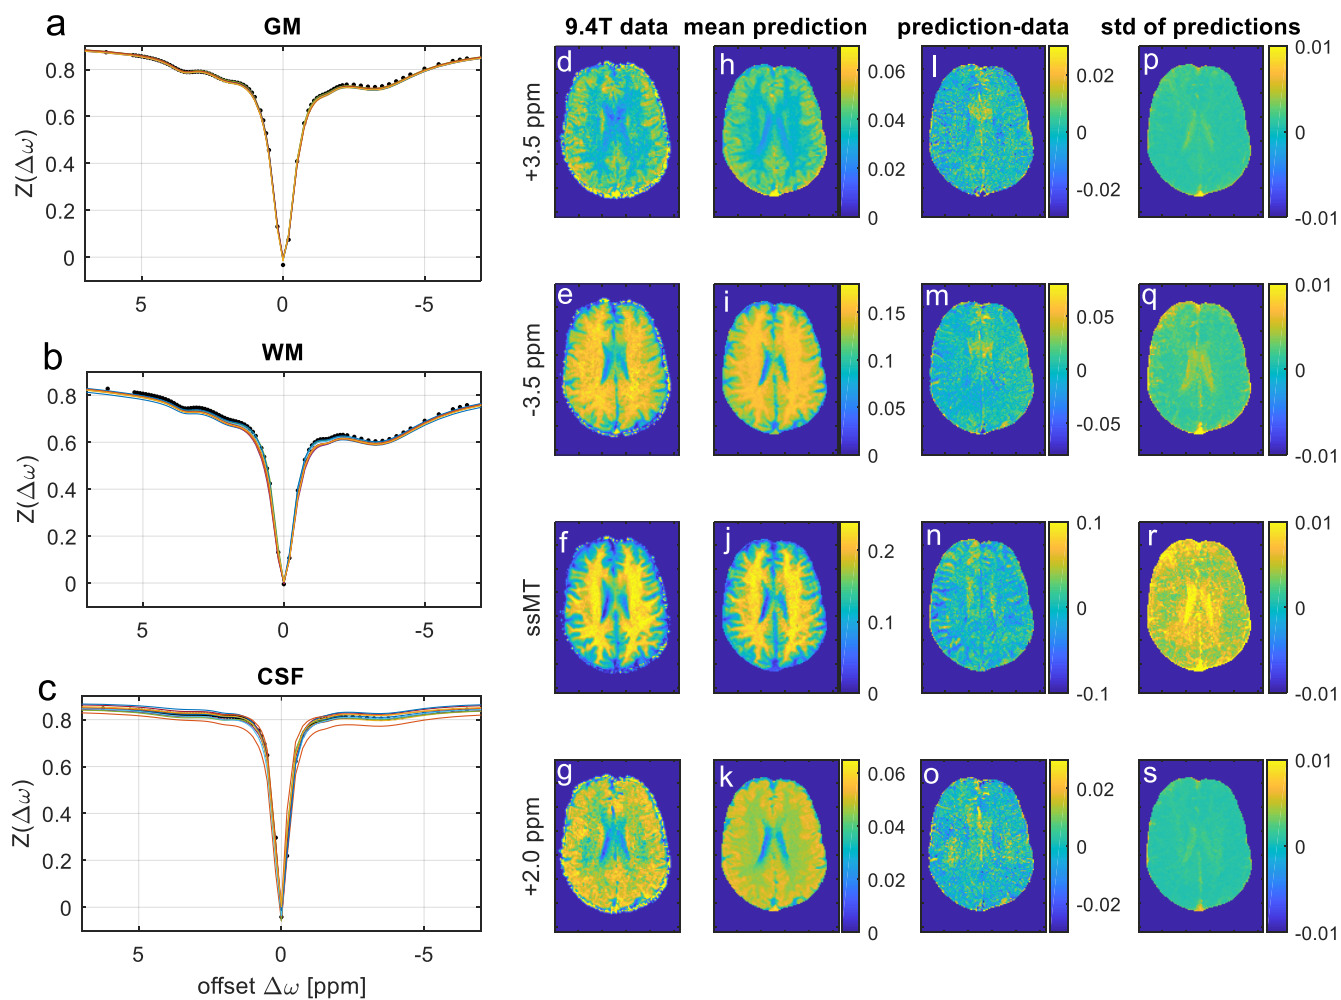 a
GM
0.8
0.6
0.4
0.2
0
Z(Δω)
5
0
-5
b
WM
0.8
0.6
0.4
0.2
0
Z(Δω)
5
0
-5
c
CSF
0.8
0.6
0.4
0.2
0
Z(Δω)
5
0
-5
offset Δω [ppm]
9.4T data
mean prediction
prediction-data
std of predictions
+3.5 ppm
d
h
0.06
0.04
0.02
0
l
0.02
0
-0.02
p
0.01
0
-0.01
-3.5 ppm
e
i
0.15
0.1
0.05
0
m
0.05
0
-0.05
q
0.01
0
-0.01
ssMT
f
j
0.2
0.1
0
n
0.1
0
-0.1
r
0.01
0
-0.01
+2.0 ppm
g
k
0.06
0.04
0.02
0
o
0.02
0
-0.02
s
0.01
0
-0.01